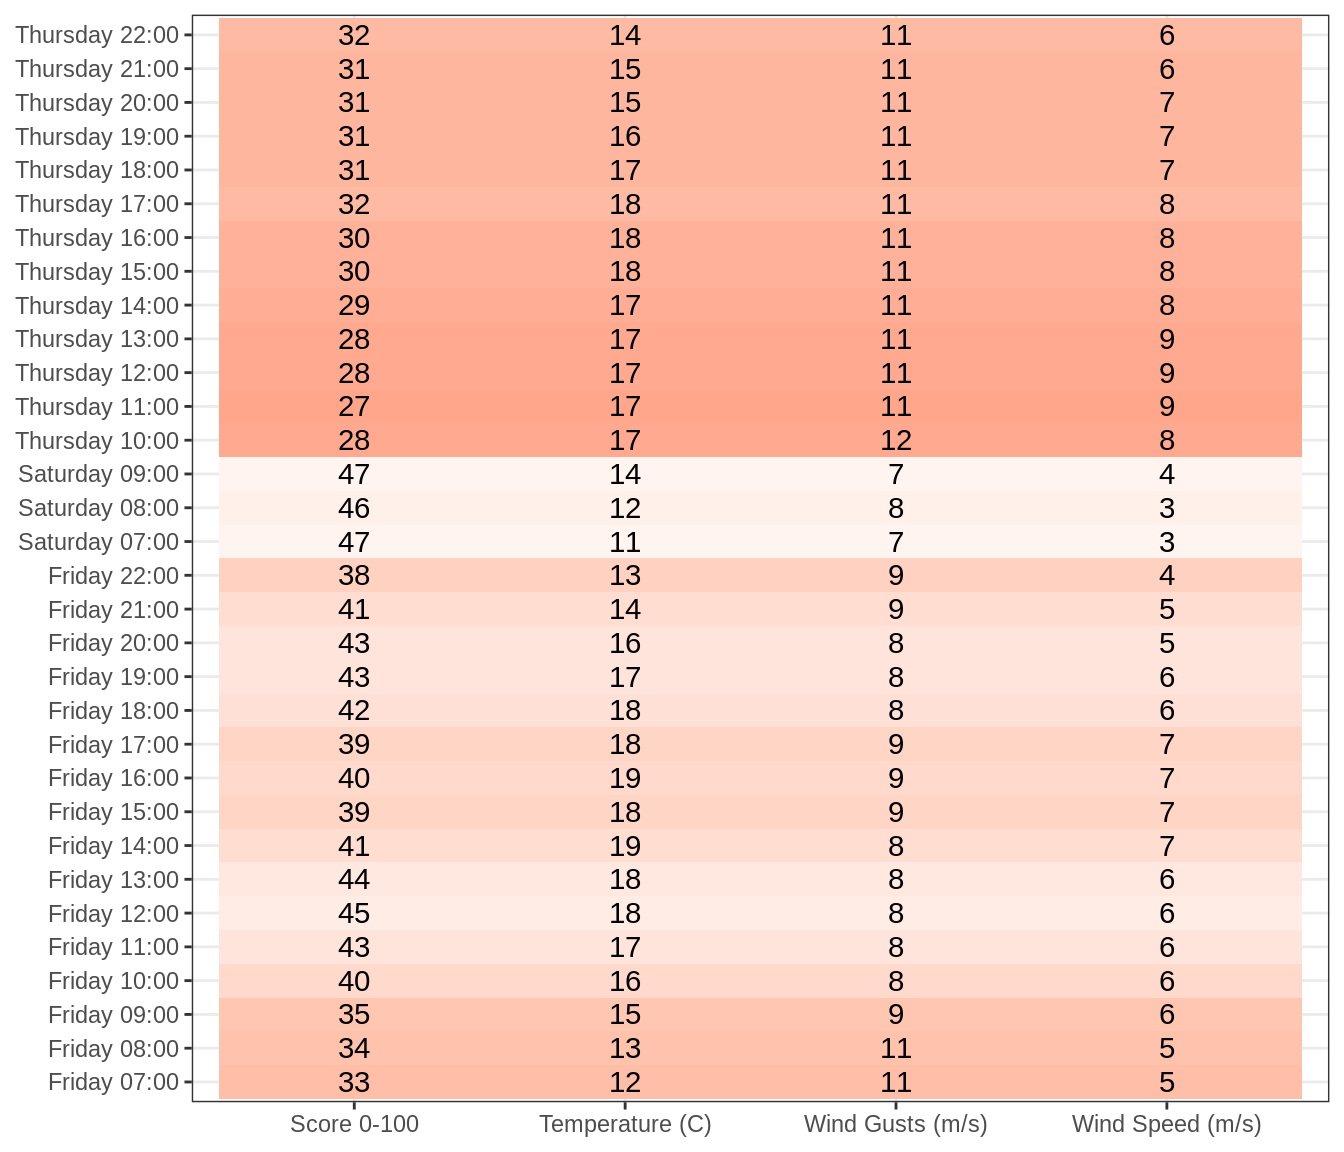 Thursday 22:00 32 14 11 6
Thursday 21:00 31 15 11 6
Thursday 20:00 31 15 11 7
Thursday 19:00 31 16 11 7
Thursday 18:00 31 17 11 7
Thursday 17:00 32 18 11 8
Thursday 16:00 30 18 11 8
Thursday 15:00 30 18 11 8
Thursday 14:00 29 17 11 8
Thursday 13:00 28 17 11 9
Thursday 12:00 28 17 11 9
Thursday 11:00 27 17 11 9
Thursday 10:00 28 17 12 8
Saturday 09:00 47 14 7 4
Saturday 08:00 46 12 8 3
Saturday 07:00 47 11 7 3
Friday 22:00 38 13 9 4
Friday 21:00 41 14 9 5
Friday 20:00 43 16 8 5
Friday 19:00 43 17 8 6
Friday 18:00 42 18 8 6
Friday 17:00 39 18 9 7
Friday 16:00 40 19 9 7
Friday 15:00 39 18 9 7
Friday 14:00 41 19 8 7
Friday 13:00 44 18 8 6
Friday 12:00 45 18 8 6
Friday 11:00 43 17 8 6
Friday 10:00 40 16 8 6
Friday 09:00 35 15 9 6
Friday 08:00 34 13 11 5
Friday 07:00 33 12 11 5
Score 0-100 Temperature (C) Wind Gusts (m/s) Wind Speed (m/s)